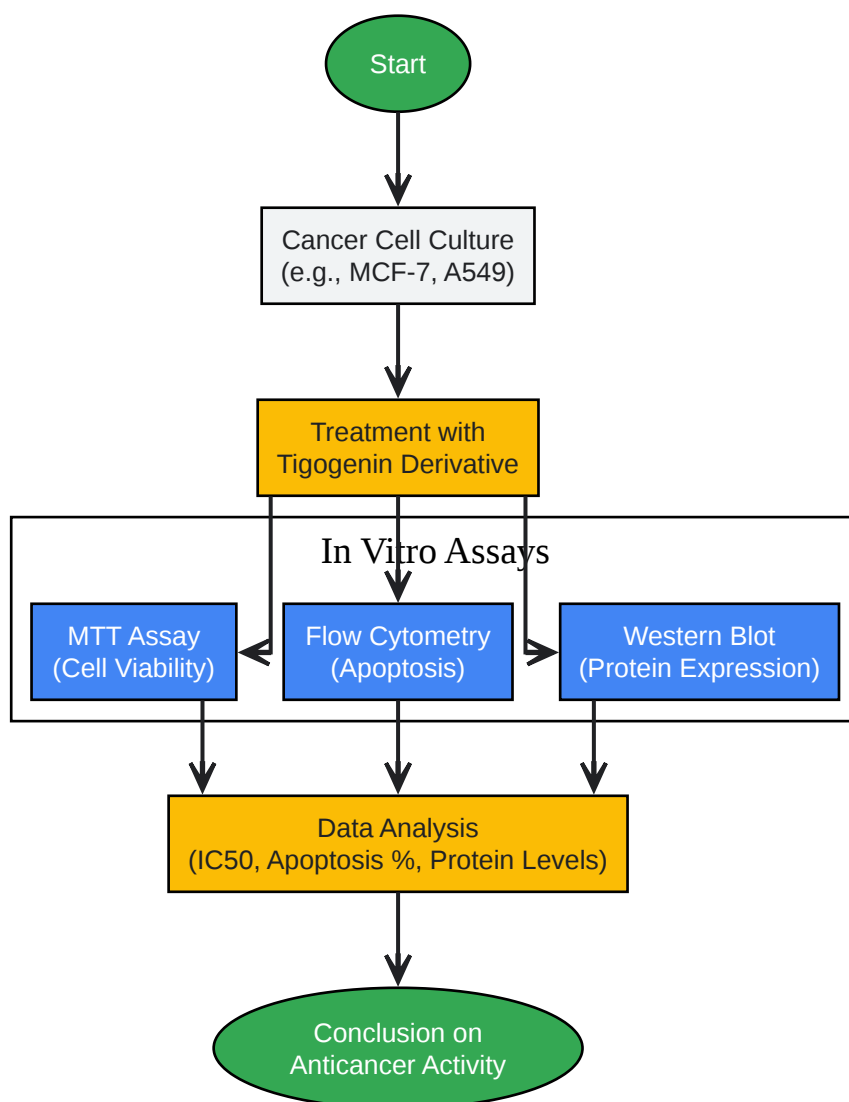 Start
Cancer Cell Culture
(e.g., MCF-7, A549)
Treatment with
Tigogenin Derivative
In Vitro Assays
MTT Assay
(Cell Viability)
Flow Cytometry
(Apoptosis)
Western Blot
(Protein Expression)
Data Analysis
(IC50, Apoptosis %, Protein Levels)
Conclusion on
Anticancer Activity